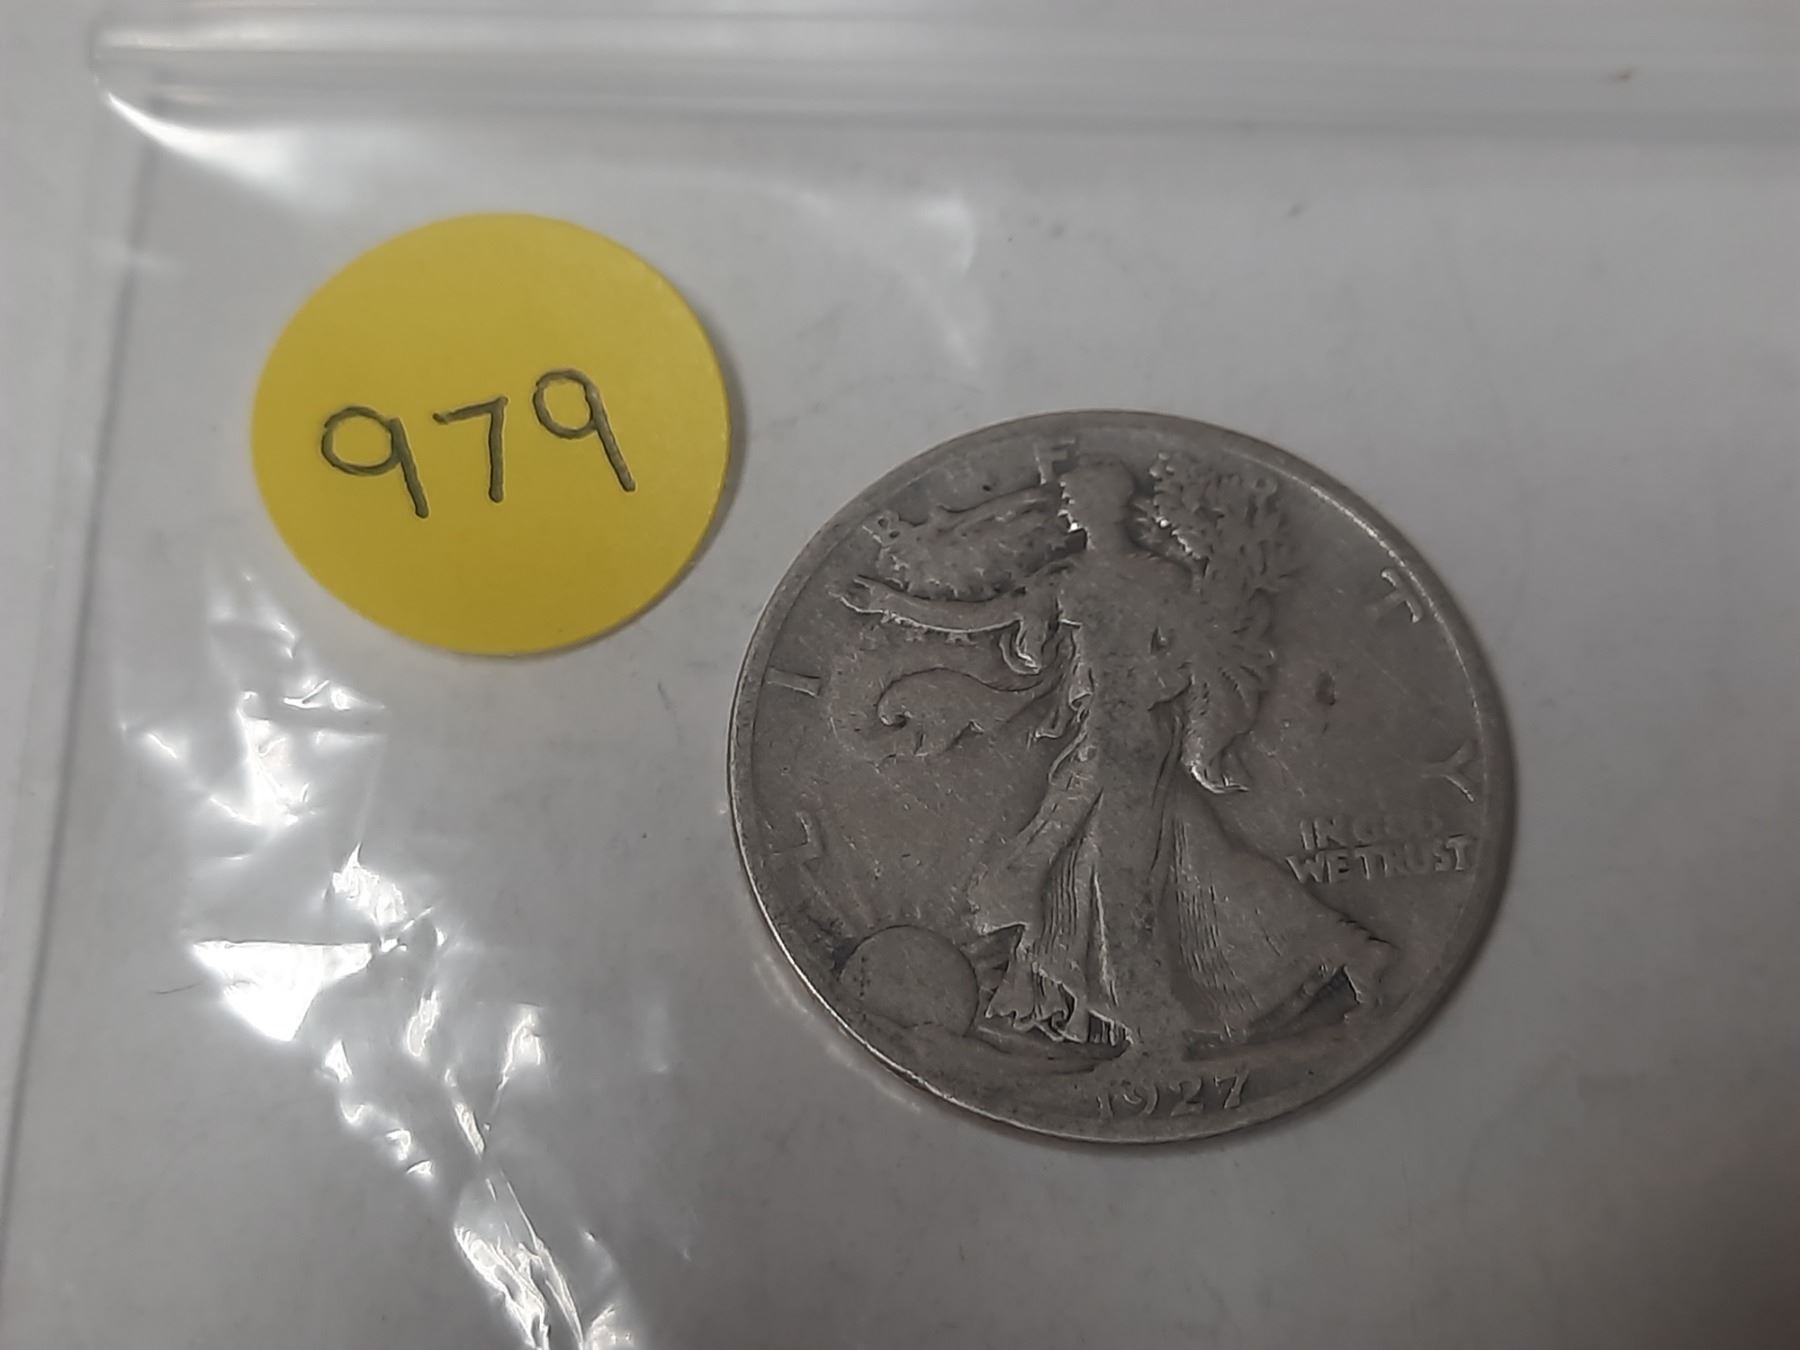 979
LIBERTY
IN GOD
WE TRUST
1927